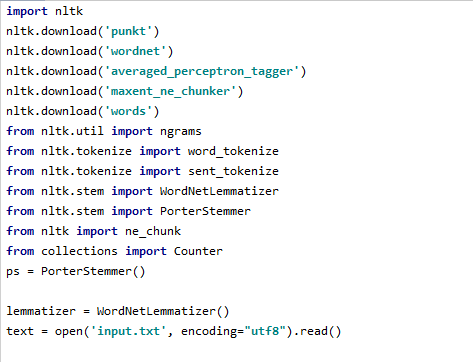 import nltk
nltk.download('punkt')
nltk.download('wordnet')
nltk.download('averaged_perceptron_tagger')
nltk.download('maxent_ne_chunker')
nltk.download('words')
from nltk.util import ngrams
from nltk.tokenize import word_tokenize
from nltk.tokenize import sent_tokenize
from nltk.stem import WordNetLemmatizer
from nltk.stem import PorterStemmer
from nltk import ne_chunk
from collections import Counter
ps = PorterStemmer()
lemmatizer = WordNetLemmatizer()
text = open('input.txt', encoding="utf8").read()